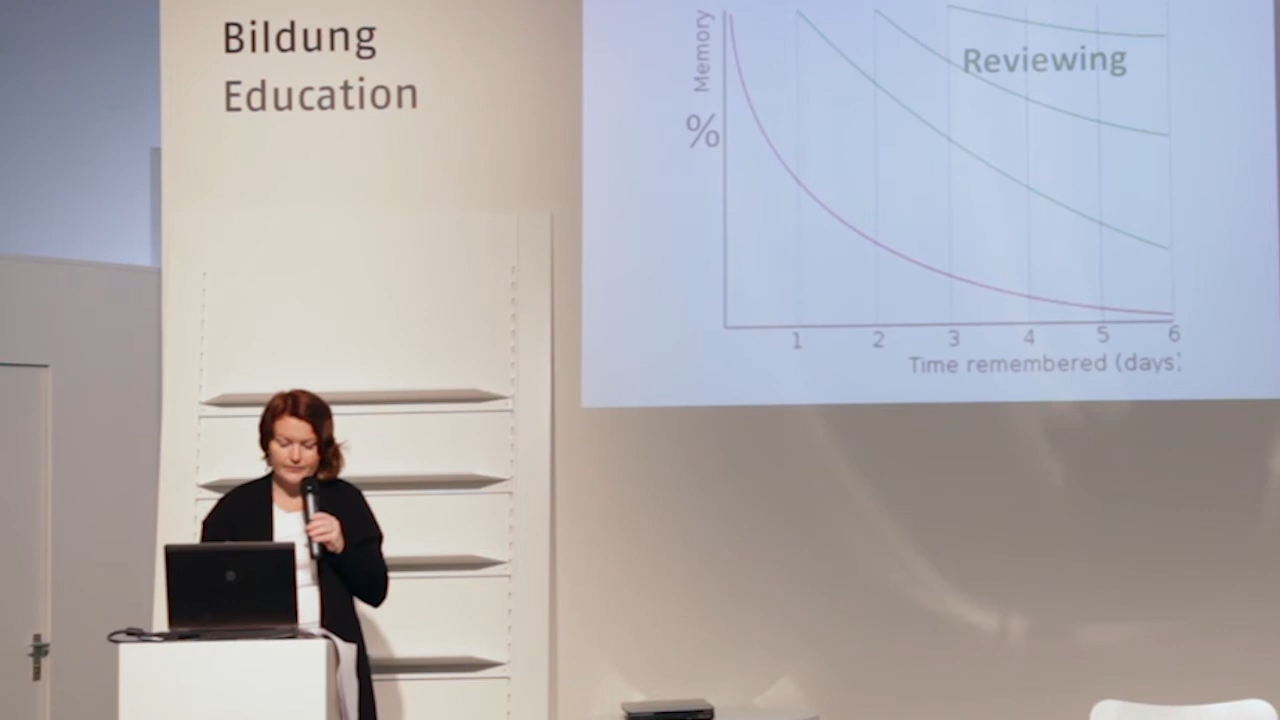 Bildung
Education
Memory
%
Reviewing
1 2 3 4 5 6
Time remembered (days)